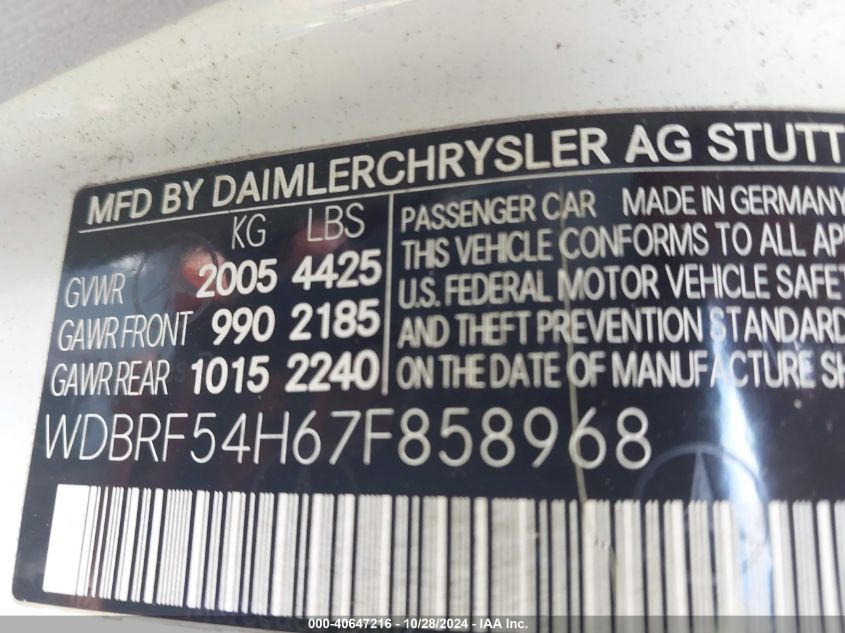 MFD BY DAIMLERCHRYSLER AG STUTT
KG LBS
GVWR 2005 4425
GAWR FRONT 990 2185
GAWR REAR 1015 2240
PASSENGER CAR MADE IN GERMANY
THIS VEHICLE CONFORMS TO ALL AP
U.S. FEDERAL MOTOR VEHICLE SAFE
AND THEFT PREVENTION STANDARD
ON THE DATE OF MANUFACTURE SH
WDBRF54H67F858968
000 - 40647216 - 10/28/2024 - IAA Inc.